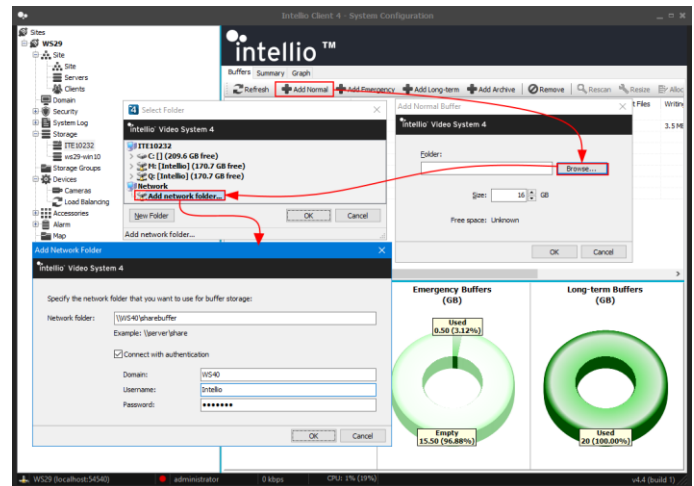 Intellio Client 4 - System Configuration
Sites
WS29
Site
Site
Servers
Clients
Domain
Security
System Log
Storage
ITE10232
ws29-win10
Storage Groups
Devices
Cameras
Load Balancing
Accessories
Alarm
Map
intellio ™
Buffers Summary Graph
Refresh Add Normal Add Emergency Add Long-term Add Archive Remove Rescan Resize
t Files
3.5
Select Folder
intellio Video System 4
ITE10232
C: [] (209.6 GB free)
[Intellio] (170.7 GB free)
[Intellio] (170.7 GB free)
Network
Add network folder...
New Folder OK Cancel
Add network folder...
Add Normal Buffer
intellio Video System 4
Folder:
Browse...
Size: 16 GB
Free space: Unknown
OK Cancel
Add Network Folder
intellio Video System 4
Specify the network folder that you want to use for buffer storage:
Network folder: \\WS40\sharebuffer
Example: \\server\share
Connect with authentication
Domain: WS40
Username: Intellio
Password: •••••••
OK Cancel
Emergency Buffers
(GB)
Used
0.50 (3.12%)
Empty
15.50 (96.88%)
Long-term Buffers
(GB)
Used
20 (100.00%)
WS29 (localhost:54540) administrator 0 kbps CPU: 1% (19%) v4.4 (build 1)